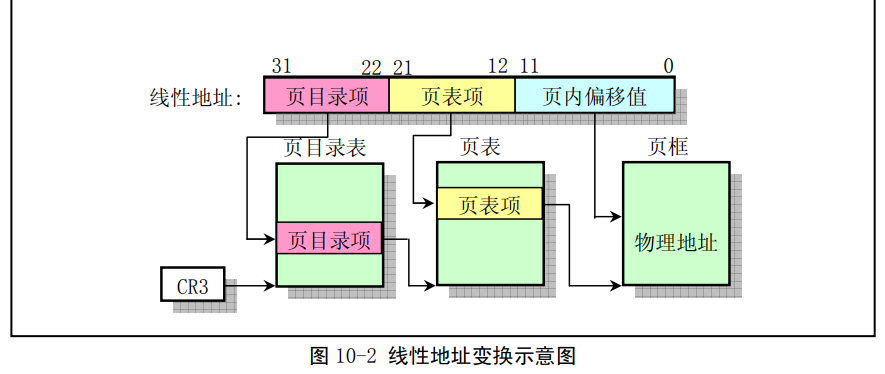 31 22 21 12 11 0
线性地址: 页目录项 页表项 页内偏移值
页目录表 页表 页框
页表项
页目录项 物理地址
CR3
图 10-2 线性地址变换示意图